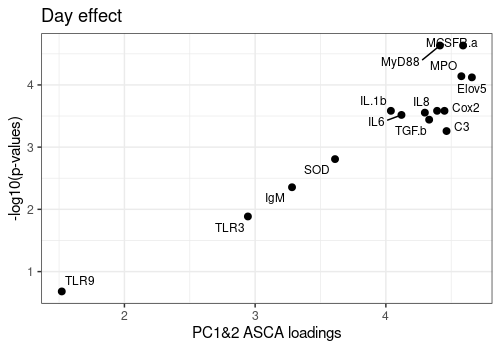 Day effect
MCSFR.a
MyD88
MPO
Elov5
IL.1b
IL8
Cox2
IL6
TGF.b
C3
SOD
IgM
TLR3
TLR9
4
3
2
1
-log10(p-values)
2
3
4
PC1&2 ASCA loadings